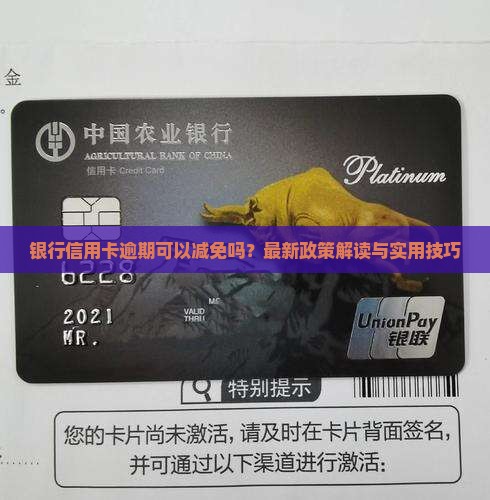 金
中国农业银行
AGRICULTURAL BANK OF CHINA
信用卡 Credit Card
Platinum
银行信用卡逾期可以减免吗？最新政策解读与实用技巧
6228
MS
2021
VALID
THRU
MR.
UnionPay
银联
特别提示
您的卡片尚未激活，请及时在卡片背面签名，
并可通过以下渠道进行激活：